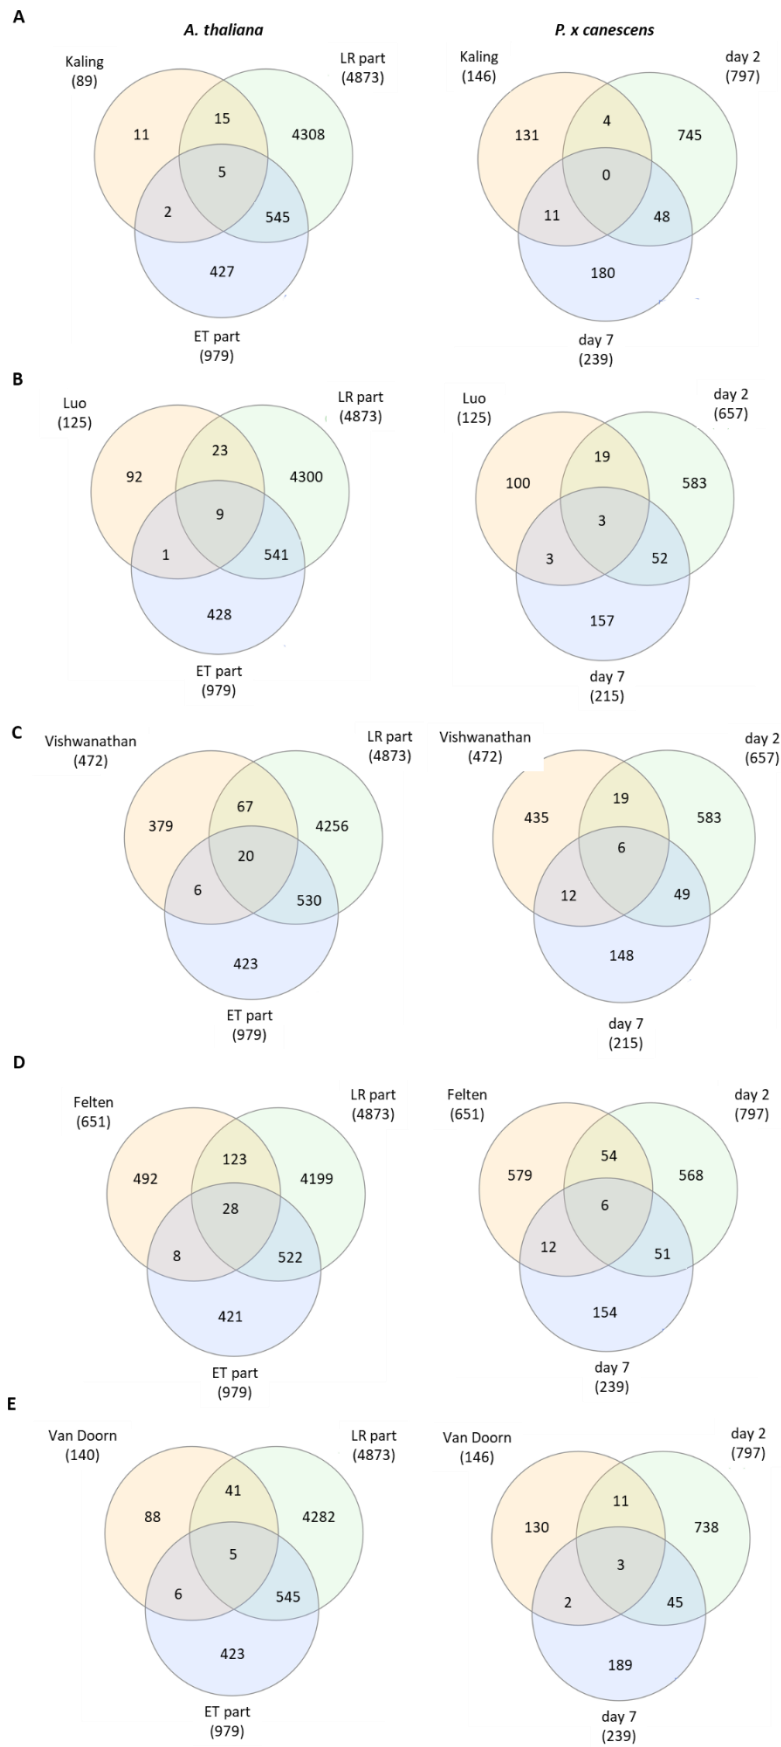 A
A. thaliana
P. x canescens
Kaling
(89)
LR part
(4873)
11
15
4308
5
2
545
427
ET part
(979)
Kaling
(146)
day 2
(797)
131
4
745
0
11
48
180
day 7
(239)
B
Luo
(125)
LR part
(4873)
92
23
4300
9
1
541
428
ET part
(979)
Luo
(125)
day 2
(657)
100
19
583
3
3
52
157
day 7
(215)
C
Vishwanathan
(472)
LR part
(4873)
379
67
4256
20
6
530
423
ET part
(979)
Vishwanathan
(472)
day 2
(657)
435
19
583
6
12
49
148
day 7
(215)
D
Felten
(651)
LR part
(4873)
492
123
4199
28
8
522
421
ET part
(979)
Felten
(651)
day 2
(797)
579
54
568
6
12
51
154
day 7
(239)
E
Van Doorn
(140)
LR part
(4873)
88
41
4282
5
6
545
423
ET part
(979)
Van Doorn
(146)
day 2
(797)
130
11
738
3
2
45
189
day 7
(239)